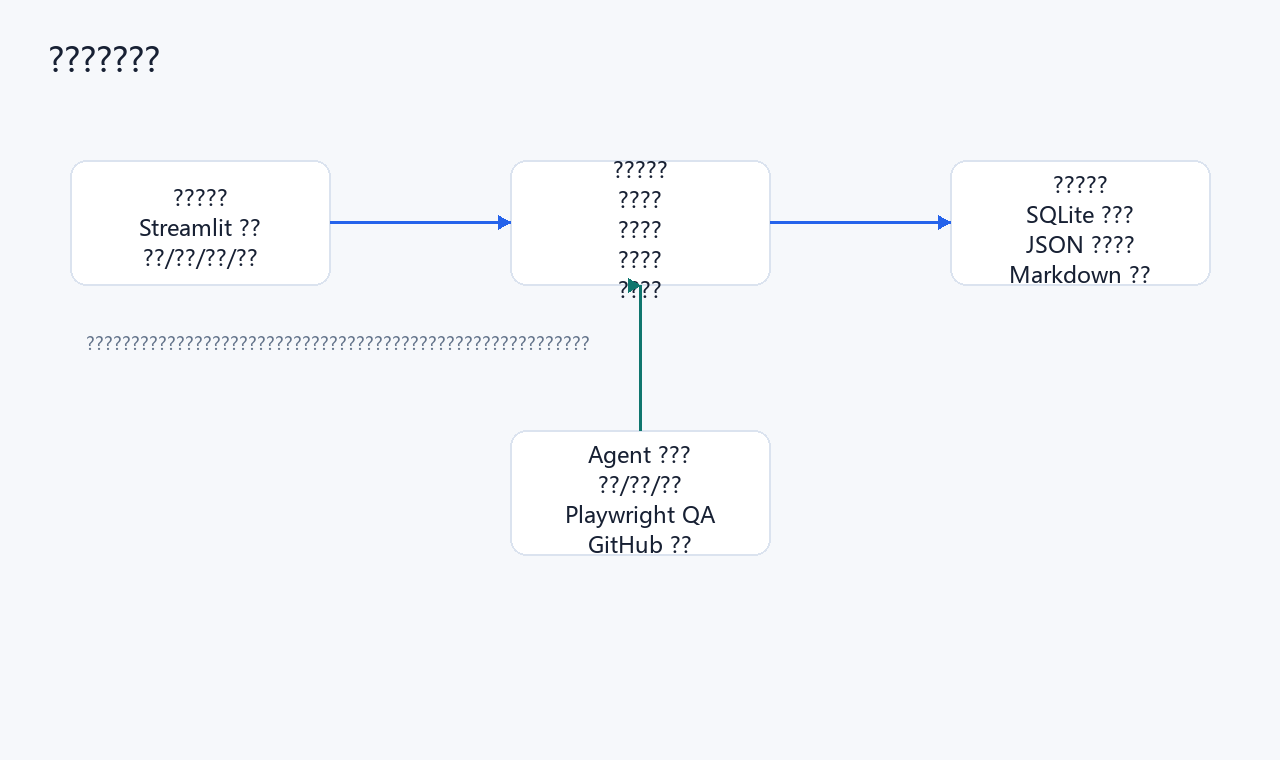 ???????
?????
Streamlit ??
??/??/??/??
?????
????
????
????
????
?????
SQLite ???
JSON ????
Markdown ??
????????????????????????????????????????????????????????
Agent ???
??/??/??
Playwright QA
GitHub ??